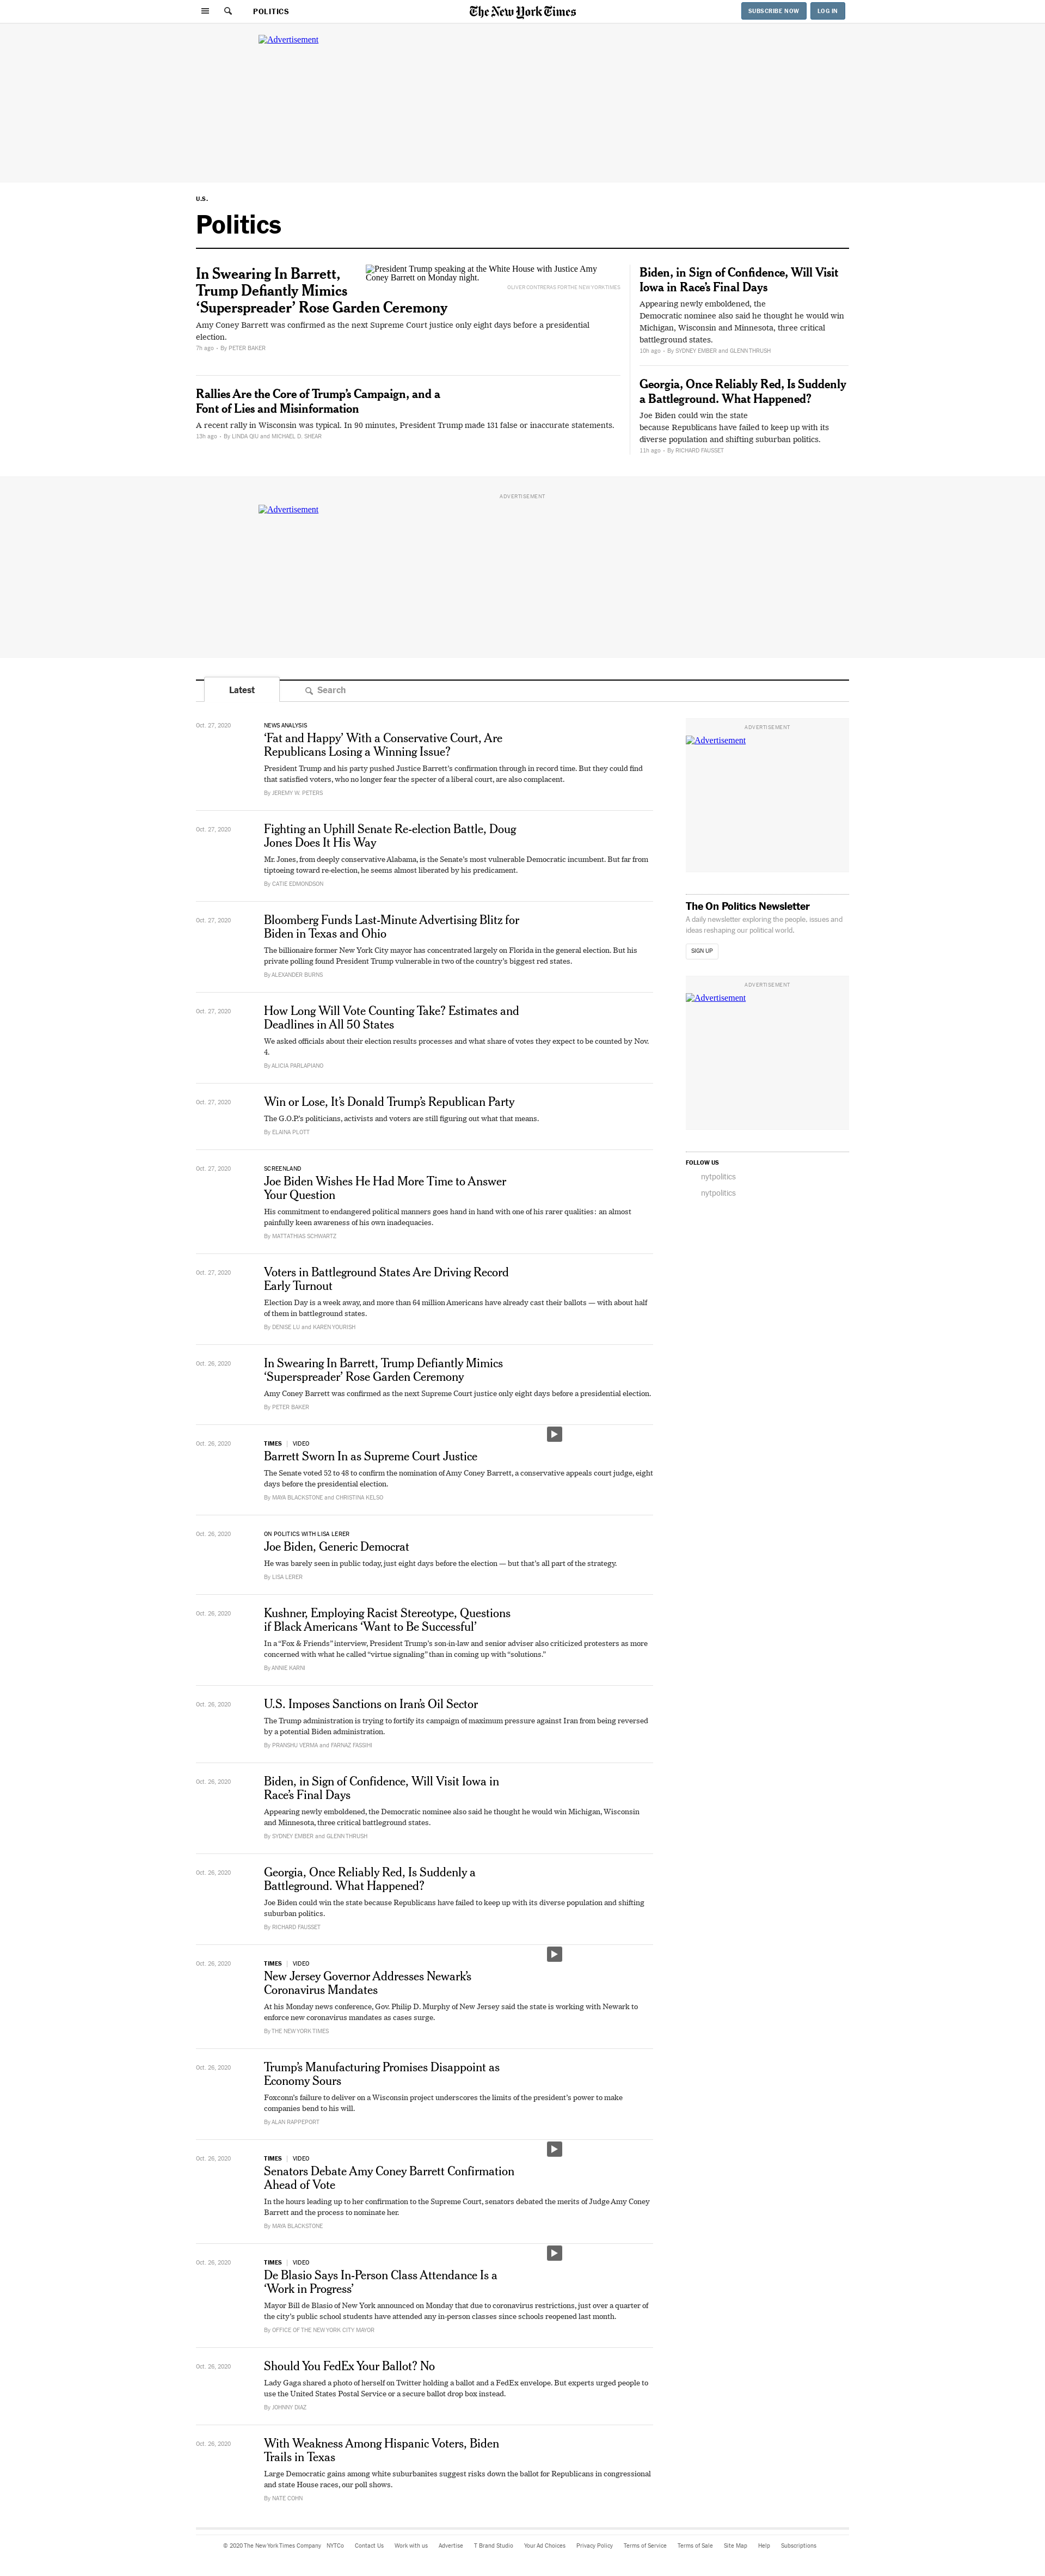 POLITICS
The New York Times
SUBSCRIBE NOW
LOG IN
Advertisement
U.S.
Politics
In Swearing In Barrett,
Trump Defiantly Mimics
‘Superspreader’ Rose Garden Ceremony
President Trump speaking at the White House with Justice Amy
Coney Barrett on Monday night.
OLIVER CONTRERAS FOR THE NEW YORK TIMES
Amy Coney Barrett was confirmed as the next Supreme Court justice only eight days before a presidential
election.
7h ago – By PETER BAKER
Rallies Are the Core of Trump’s Campaign, and a
Font of Lies and Misinformation
A recent rally in Wisconsin was typical. In 90 minutes, President Trump made 131 false or inaccurate statements.
13h ago – By LINDA QIU and MICHAEL D. SHEAR
Biden, in Sign of Confidence, Will Visit
Iowa in Race’s Final Days
Appearing newly emboldened, the
Democratic nominee also said he thought he would win
Michigan, Wisconsin and Minnesota, three critical
battleground states.
10h ago – By SYDNEY EMBER and GLENN THRUSH
Georgia, Once Reliably Red, Is Suddenly
a Battleground. What Happened?
Joe Biden could win the state
because Republicans have failed to keep up with its
diverse population and shifting suburban politics.
11h ago – By RICHARD FAUSSET
ADVERTISEMENT
Advertisement
Latest
Search
Oct. 27, 2020
NEWS ANALYSIS
‘Fat and Happy’ With a Conservative Court, Are
Republicans Losing a Winning Issue?
President Trump and his party pushed Justice Barrett’s confirmation through in record time. But they could find
that satisfied voters, who no longer fear the specter of a liberal court, are also complacent.
By JEREMY W. PETERS
Oct. 27, 2020
Fighting an Uphill Senate Re-election Battle, Doug
Jones Does It His Way
Mr. Jones, from deeply conservative Alabama, is the Senate’s most vulnerable Democratic incumbent. But far from
tiptoeing toward re-election, he seems almost liberated by his predicament.
By CATIE EDMONDSON
Oct. 27, 2020
Bloomberg Funds Last-Minute Advertising Blitz for
Biden in Texas and Ohio
The billionaire former New York City mayor has concentrated largely on Florida in the general election. But his
private polling found President Trump vulnerable in two of the country’s biggest red states.
By ALEXANDER BURNS
Oct. 27, 2020
How Long Will Vote Counting Take? Estimates and
Deadlines in All 50 States
We asked officials about their election results processes and what share of votes they expect to be counted by Nov.
4.
By ALICIA PARLAPIANO
Oct. 27, 2020
Win or Lose, It’s Donald Trump’s Republican Party
The G.O.P.’s politicians, activists and voters are still figuring out what that means.
By ELAINA PLOTT
Oct. 27, 2020
SCREENLAND
Joe Biden Wishes He Had More Time to Answer
Your Question
His commitment to endangered political manners goes hand in hand with one of his rarer qualities: an almost
painfully keen awareness of his own inadequacies.
By MATTATHIAS SCHWARTZ
Oct. 27, 2020
Voters in Battleground States Are Driving Record
Early Turnout
Election Day is a week away, and more than 64 million Americans have already cast their ballots — with about half
of them in battleground states.
By DENISE LU and KAREN YOURISH
Oct. 26, 2020
In Swearing In Barrett, Trump Defiantly Mimics
‘Superspreader’ Rose Garden Ceremony
Amy Coney Barrett was confirmed as the next Supreme Court justice only eight days before a presidential election.
By PETER BAKER
Oct. 26, 2020
TIMES | VIDEO
Barrett Sworn In as Supreme Court Justice
The Senate voted 52 to 48 to confirm the nomination of Amy Coney Barrett, a conservative appeals court judge, eight
days before the presidential election.
By MAYA BLACKSTONE and CHRISTINA KELSO
Oct. 26, 2020
ON POLITICS WITH LISA LERER
Joe Biden, Generic Democrat
He was barely seen in public today, just eight days before the election — but that’s all part of the strategy.
By LISA LERER
Oct. 26, 2020
Kushner, Employing Racist Stereotype, Questions
if Black Americans ‘Want to Be Successful’
In a “Fox & Friends” interview, President Trump’s son-in-law and senior adviser also criticized protesters as more
concerned with what he called “virtue signaling” than in coming up with “solutions.”
By ANNIE KARNI
Oct. 26, 2020
U.S. Imposes Sanctions on Iran’s Oil Sector
The Trump administration is trying to fortify its campaign of maximum pressure against Iran from being reversed
by a potential Biden administration.
By PRANSHU VERMA and FARNAZ FASSIHI
Oct. 26, 2020
Biden, in Sign of Confidence, Will Visit Iowa in
Race’s Final Days
Appearing newly emboldened, the Democratic nominee also said he thought he would win Michigan, Wisconsin
and Minnesota, three critical battleground states.
By SYDNEY EMBER and GLENN THRUSH
Oct. 26, 2020
Georgia, Once Reliably Red, Is Suddenly a
Battleground. What Happened?
Joe Biden could win the state because Republicans have failed to keep up with its diverse population and shifting
suburban politics.
By RICHARD FAUSSET
Oct. 26, 2020
TIMES | VIDEO
New Jersey Governor Addresses Newark’s
Coronavirus Mandates
At his Monday news conference, Gov. Philip D. Murphy of New Jersey said the state is working with Newark to
enforce new coronavirus mandates as cases surge.
By THE NEW YORK TIMES
Oct. 26, 2020
Trump’s Manufacturing Promises Disappoint as
Economy Sours
Foxconn’s failure to deliver on a Wisconsin project underscores the limits of the president’s power to make
companies bend to his will.
By ALAN RAPPEPORT
Oct. 26, 2020
TIMES | VIDEO
Senators Debate Amy Coney Barrett Confirmation
Ahead of Vote
In the hours leading up to her confirmation to the Supreme Court, senators debated the merits of Judge Amy Coney
Barrett and the process to nominate her.
By MAYA BLACKSTONE
Oct. 26, 2020
TIMES | VIDEO
De Blasio Says In-Person Class Attendance Is a
‘Work in Progress’
Mayor Bill de Blasio of New York announced on Monday that due to coronavirus restrictions, just over a quarter of
the city’s public school students have attended any in-person classes since schools reopened last month.
By OFFICE OF THE NEW YORK CITY MAYOR
Oct. 26, 2020
Should You FedEx Your Ballot? No
Lady Gaga shared a photo of herself on Twitter holding a ballot and a FedEx envelope. But experts urged people to
use the United States Postal Service or a secure ballot drop box instead.
By JOHNNY DIAZ
Oct. 26, 2020
With Weakness Among Hispanic Voters, Biden
Trails in Texas
Large Democratic gains among white suburbanites suggest risks down the ballot for Republicans in congressional
and state House races, our poll shows.
By NATE COHN
ADVERTISEMENT
Advertisement
The On Politics Newsletter
A daily newsletter exploring the people, issues and
ideas reshaping our political world.
SIGN UP
ADVERTISEMENT
Advertisement
FOLLOW US
nytpolitics
nytpolitics
© 2020 The New York Times Company NYTCo Contact Us Work with us Advertise T Brand Studio Your Ad Choices Privacy Policy Terms of Service Terms of Sale Site Map Help Subscriptions